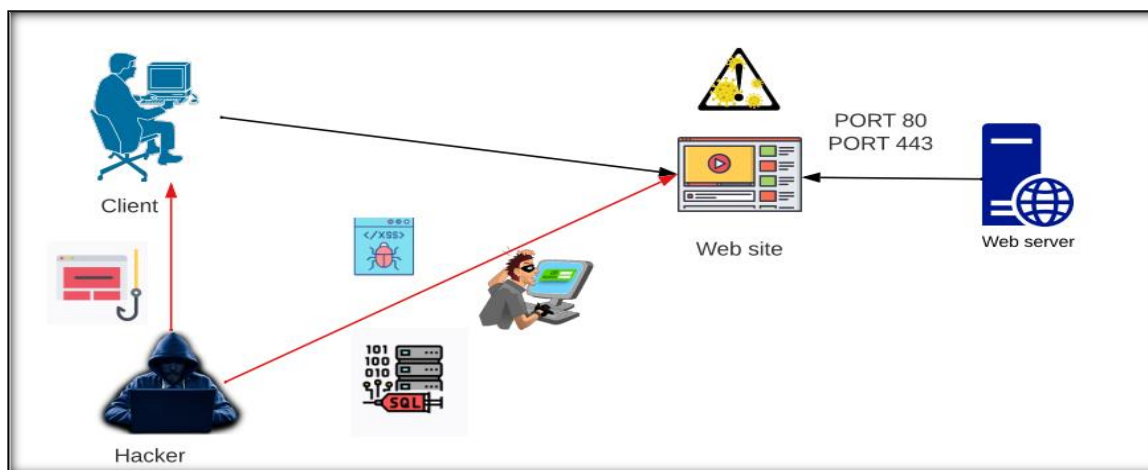 PORT 80
PORT 443
Client
</XSS>
Web site
Web server
101
100
010
SQL
Hacker